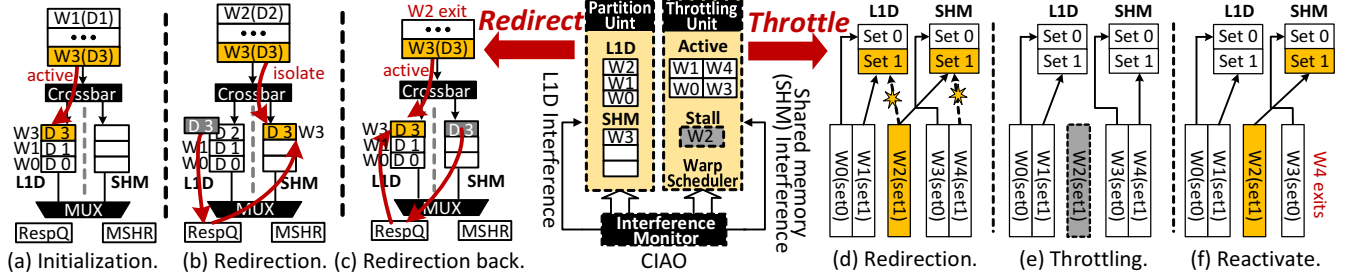 W1(D1)
•••
W3(D3)
active
Crossbar
W3
W1
W0
D 3
D 1
D 0
L1D
SHM
MUX
RespQ
MSHR
(a) Initialization.
W2(D2)
•••
W3(D3)
isolate
Crossbar
D 3
D 2
W1
D 1
W0
D 0
D 3
W3
L1D
SHM
MUX
RespQ
MSHR
(b) Redirection.
W2 exit
•••
W3(D3)
active
Crossbar
W3
W1
W0
D 3
D 1
D 0
D 3
L1D
SHM
MUX
RespQ
MSHR
(c) Redirection back.
Redirect
Throttle
L1D Interference
Partition
Uint
L1D
W2
W1
W0
SHM
W3
Throttling
Unit
Active
W1
W4
W0
W3
Stall
W2
Warp
Scheduler
Interference
Monitor
CIAO
Shared memory
(SHM) Interference
L1D
SHM
Set 0
Set 1
Set 0
Set 1
W0(set0)
W1(set1)
W2(set1)
W3(set0)
W4(set1)
(d) Redirection.
L1D
SHM
Set 0
Set 1
Set 0
Set 1
W0(set0)
W1(set1)
W2(set1)
W3(set0)
W4(set1)
(e) Throttling.
L1D
SHM
Set 0
Set 1
Set 0
Set 1
W0(set0)
W1(set1)
W2(set1)
W3(set0)
W4 exits
(f) Reactivate.